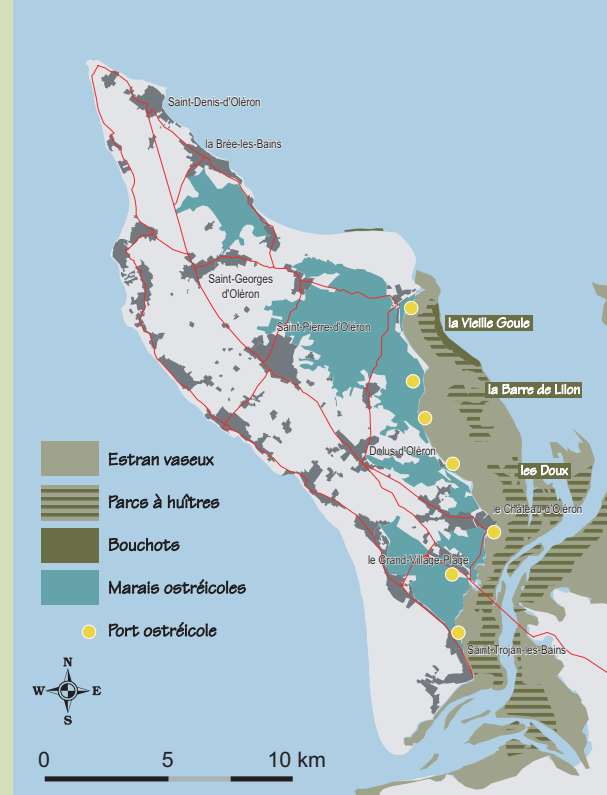 Saint-Denis-d'Oléron
la Brée-les-Bains
Saint-Georges
d'Oléron
la Vieille Goule
Saint-Pierre-d'Oléron
la Barre de Lilon
Dolus-d'Oléron
les Doux
le Château-d'Oléron
le Grand-Village-Plage
Saint-Trojan-les-Bains
Estran vaseux
Parcs à huîtres
Bouchots
Marais ostréicoles
Port ostréicole
N
W E
S
0 5 10 km